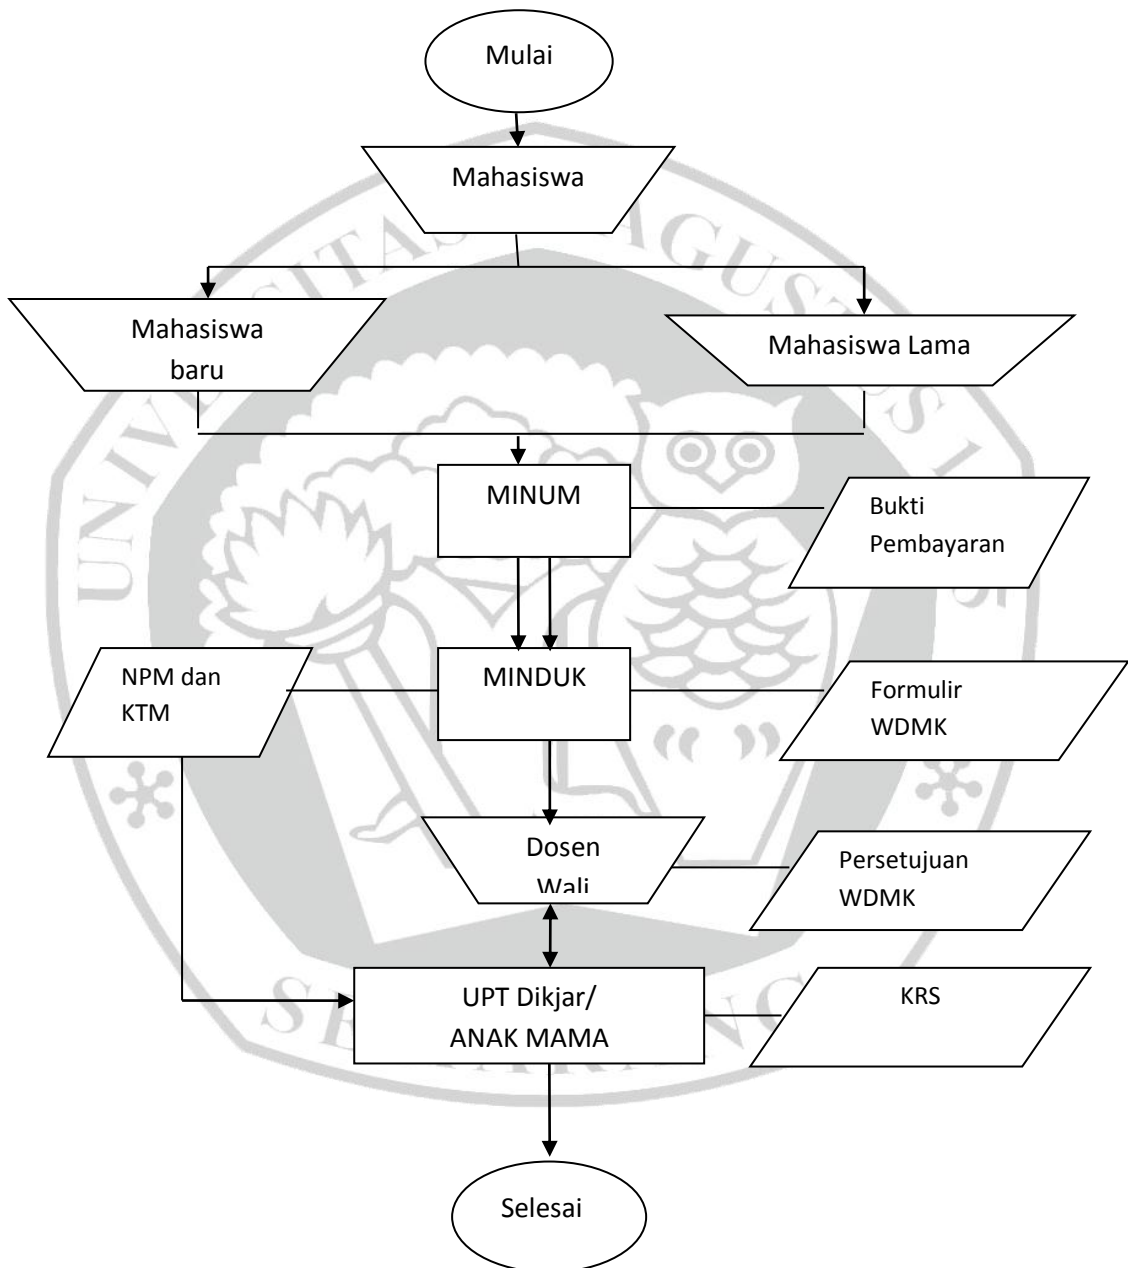 Mulai
Mahasiswa
Mahasiswa
baru
Mahasiswa Lama
MINUM
Bukti
Pembayaran
NPM dan
KTM
MINDUK
Formulir
WDMK
Dosen
Wali
Persetujuan
WDMK
UPT Dikjar/
ANAK MAMA
KRS
Selesai